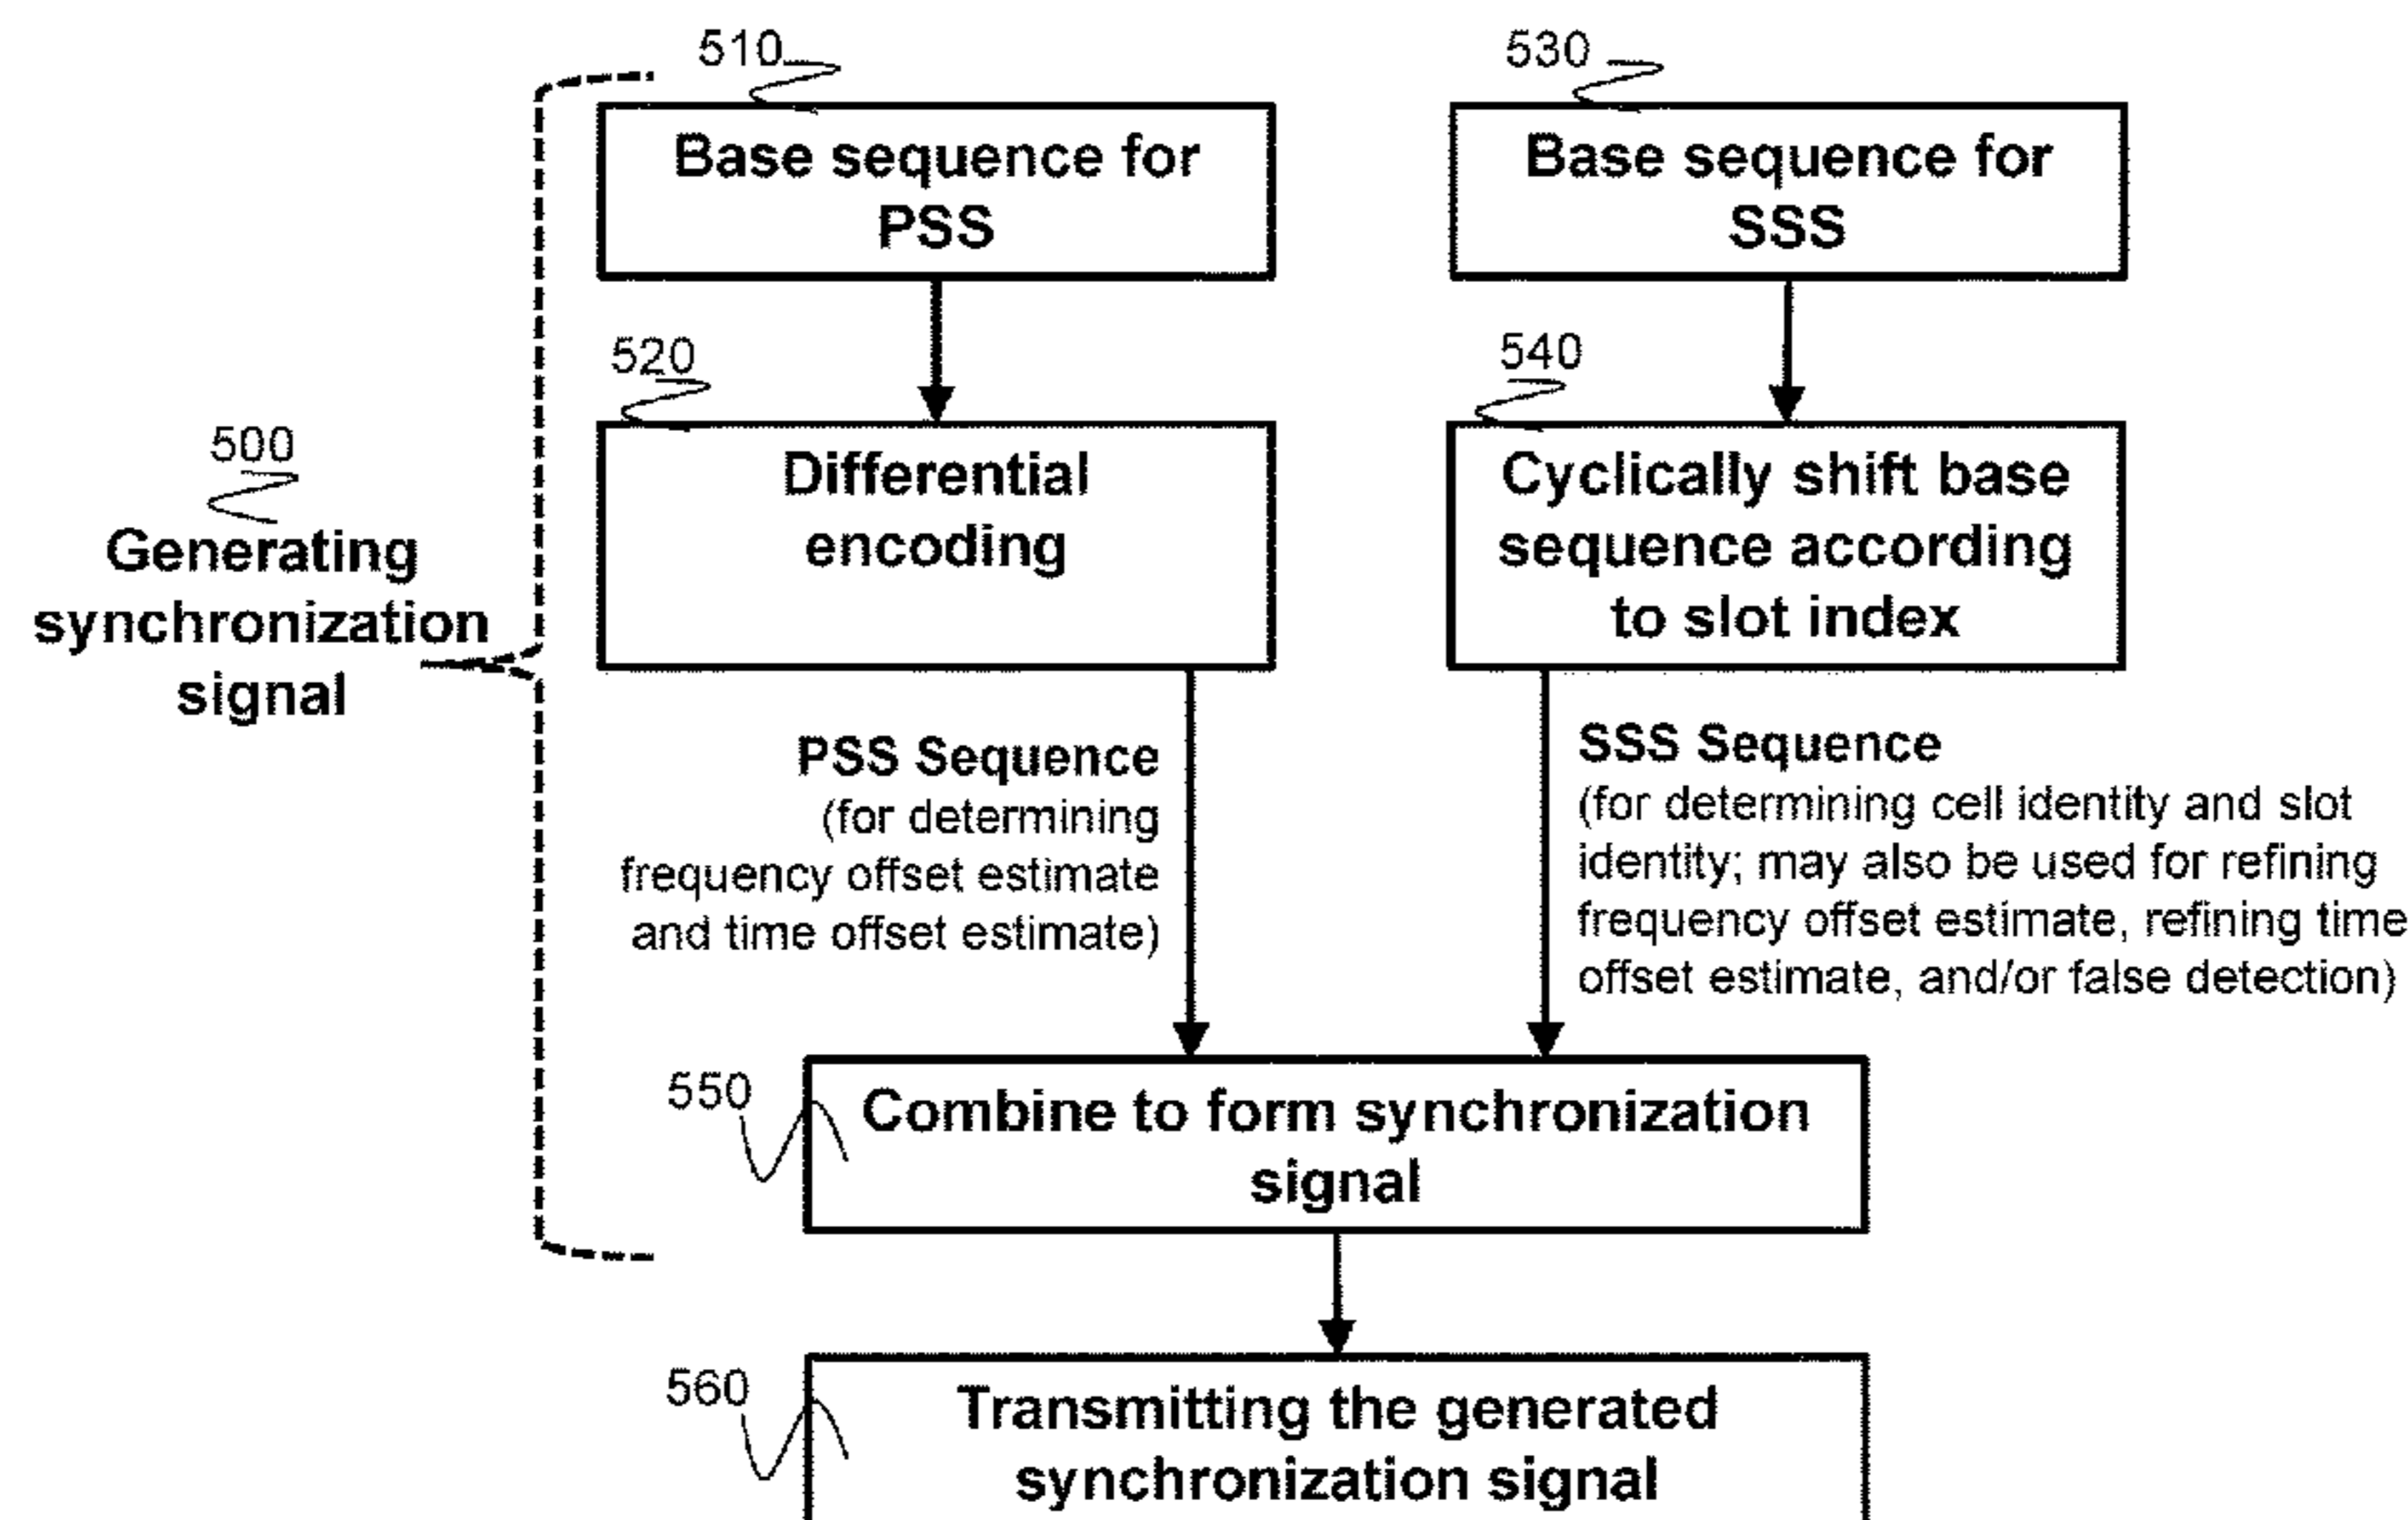 510
Base sequence for
PSS
530
Base sequence for
SSS
520
Differential
encoding
540
Cyclically shift base
sequence according
to slot index
500
Generating
synchronization
signal
PSS Sequence
(for determining
frequency offset estimate
and time offset estimate)
SSS Sequence
(for determining cell identity and slot
identity; may also be used for refining
frequency offset estimate, refining time
offset estimate, and/or false detection)
550
Combine to form synchronization
signal
560
Transmitting the generated
synchronization signal